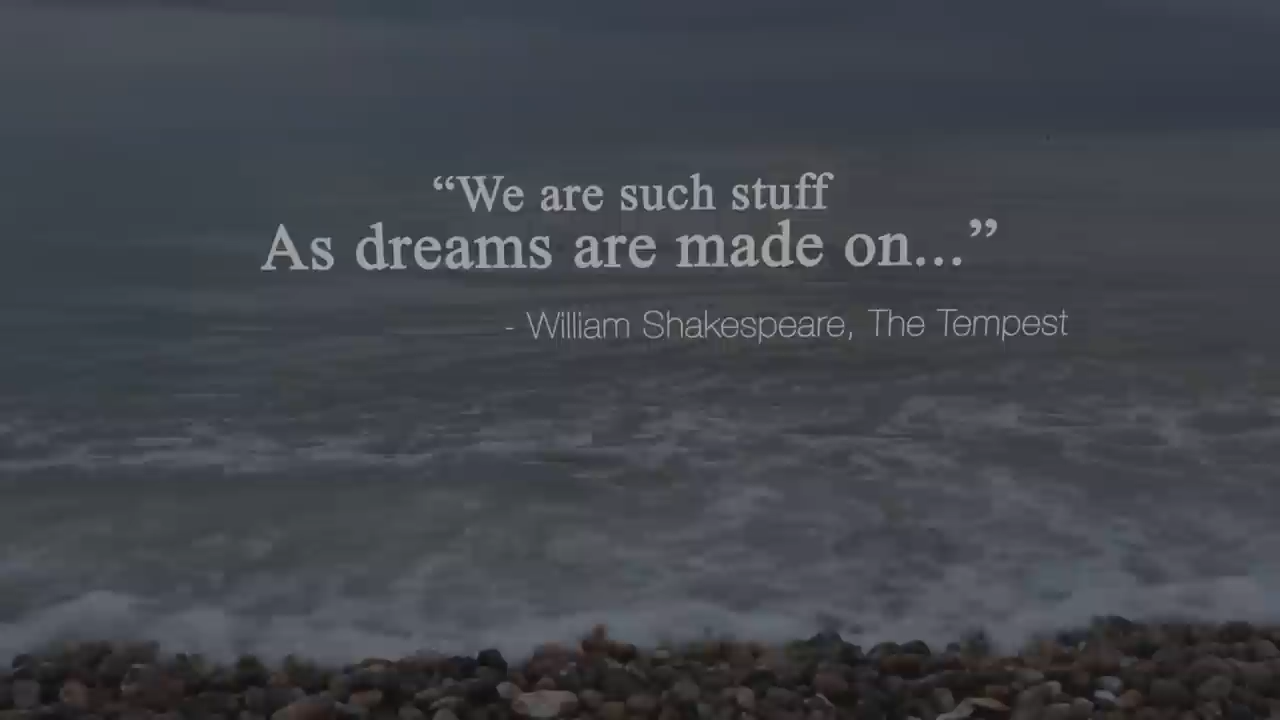 “We are such stuff
As dreams are made on...”
- William Shakespeare, The Tempest